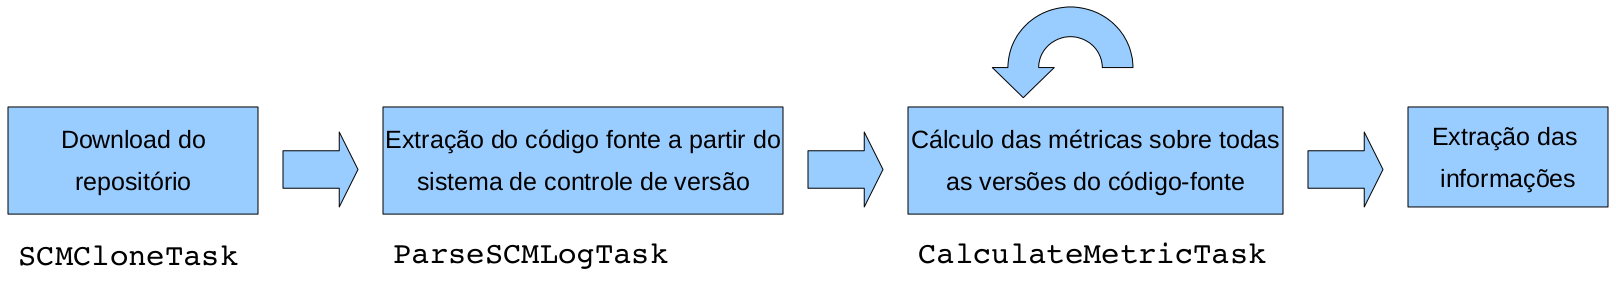 Download do
repositório
Extração do código fonte a partir do
sistema de controle de versão
Cálculo das métricas sobre todas
as versões do código-fonte
Extração das
informações
SCMCloneTask
ParseSCMLogTask
CalculateMetricTask